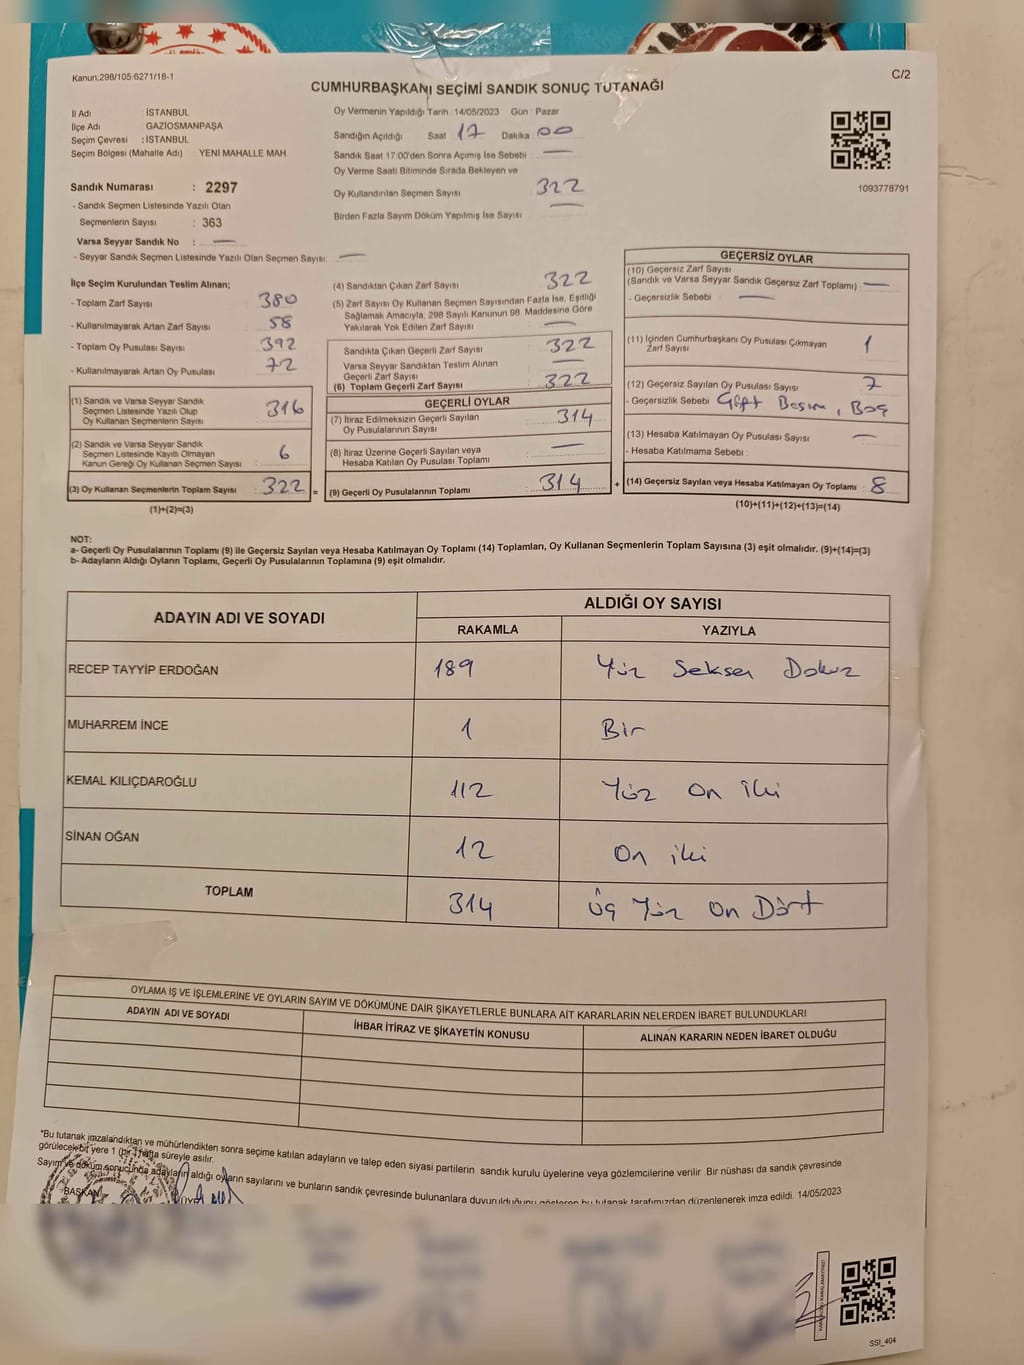 Kanun:298/105 6271/18-1
C/2
CUMHURBAŞKANI SEÇİMİ SANDIK SONUÇ TUTANAĞI
İl Adı İSTANBUL
İlçe Adı GAZİOSMANPAŞA
Seçim Çevresi : İSTANBUL
Seçim Bölgesi (Mahalle Adı) YENİ MAHALLE MAH.
Sandık Numarası : 2297
- Sandık Seçmen Listesinde Yazılı Olan
Seçmenlerin Sayısı : 363
Varsa Seyyar Sandık No : —
- Seyyar Sandık Seçmen Listesinde Yazılı Olan Seçmen Sayısı: —
Oy Vermenin Yapıldığı Tarih : 14/05/2023 Gün : Pazar
Sandığın Açıldığı Saat 17 Dakika 00
Sandık Saat 17:00'den Sonra Açılmış İse Sebebi : —
Oy Verme Saati Bitiminde Sırada Bekleyen ve
Oy Kullandırılan Seçmen Sayısı 322
Birden Fazla Sayım Döküm Yapılmış İse Sayısı —
1093778791
İlçe Seçim Kurulundan Teslim Alınan;
- Toplam Zarf Sayısı : 380
- Kullanılmayarak Artan Zarf Sayısı : 58
- Toplam Oy Pusulası Sayısı : 392
- Kullanılmayarak Artan Oy Pusulası : 72
(1) Sandık ve Varsa Seyyar Sandık
Seçmen Listesinde Yazılı Olup
Oy Kullanan Seçmenlerin Sayısı : 316
(2) Sandık ve Varsa Seyyar Sandık
Seçmen Listesinde Kayıtlı Olmayan
Kanun Gereği Oy Kullanan Seçmen Sayısı : 6
(3) Oy Kullanan Seçmenlerin Toplam Sayısı : 322 =
(1)+(2)=(3)
(4) Sandıktan Çıkan Zarf Sayısı 322
(5) Zarf Sayısı Oy Kullanan Seçmen Sayısından Fazla İse, Eşitliği
Sağlamak Amacıyla, 298 Sayılı Kanunun 98. Maddesine Göre
Yakılarak Yok Edilen Zarf Sayısı —
Sandıkta Çıkan Geçerli Zarf Sayısı 322
Varsa Seyyar Sandıktan Teslim Alınan
Geçerli Zarf Sayısı —
(6) Toplam Geçerli Zarf Sayısı 322
GEÇERLİ OYLAR
(7) İtiraz Edilmeksizin Geçerli Sayılan
Oy Pusulalarının Sayısı : 314
(8) İtiraz Üzerine Geçerli Sayılan veya
Hesaba Katılan Oy Pusulası Toplamı : —
(9) Geçerli Oy Pusulalarının Toplamı : 314 +
GEÇERSİZ OYLAR
(10) Geçersiz Zarf Sayısı
(Sandık ve Varsa Seyyar Sandık Geçersiz Zarf Toplamı) : —
- Geçersizlik Sebebi : —
(11) İçinden Cumhurbaşkanı Oy Pusulası Çıkmayan
Zarf Sayısı 1
(12) Geçersiz Sayılan Oy Pusulası Sayısı : 7
- Geçersizlik Sebebi Çift Basım, Boş
(13) Hesaba Katılmayan Oy Pusulası Sayısı : —
- Hesaba Katılmama Sebebi :
(14) Geçersiz Sayılan veya Hesaba Katılmayan Oy Toplamı : 8
(10)+(11)+(12)+(13)=(14)
NOT:
a- Geçerli Oy Pusulalarının Toplamı (9) ile Geçersiz Sayılan veya Hesaba Katılmayan Oy Toplamı (14) Toplamları, Oy Kullanan Seçmenlerin Toplam Sayısına (3) eşit olmalıdır. (9)+(14)=(3)
b- Adayların Aldığı Oyların Toplamı, Geçerli Oy Pusulalarının Toplamına (9) eşit olmalıdır.
ADAYIN ADI VE SOYADI
ALDIĞI OY SAYISI
RAKAMLA YAZIYLA
RECEP TAYYİP ERDOĞAN 189 Yüz Seksen Dokuz
MUHARREM İNCE 1 Bir
KEMAL KILIÇDAROĞLU 112 Yüz on iki
SİNAN OĞAN 12 On iki
TOPLAM 314 Üç Yüz On Dört
OYLAMA İŞ VE İŞLEMLERİNE VE OYLARIN SAYIM VE DÖKÜMÜNE DAİR ŞİKAYETLERLE BUNLARA AİT KARARLARIN NELERDEN İBARET BULUNDUKLARI
ADAYIN ADI VE SOYADI İHBAR İTİRAZ VE ŞİKAYETİN KONUSU ALINAN KARARIN NEDEN İBARET OLDUĞU
*Bu tutanak imzalandıktan ve mühürlendikten sonra seçime katılan adayların ve talep eden siyasi partilerin sandık kurulu üyelerine veya gözlemcilerine verilir. Bir nüshası da sandık çevresinde
görülecek bir yere 1 (bir) hafta süreyle asılır.
Sayım ve döküm sonucunda adayların aldığı oyların sayılarını ve bunların sandık çevresinde bulunanlara duyurulduğunu gösteren bu tutanak tarafımızdan düzenlenerek imza edildi. 14/05/2023
BAŞKAN
SSI_404